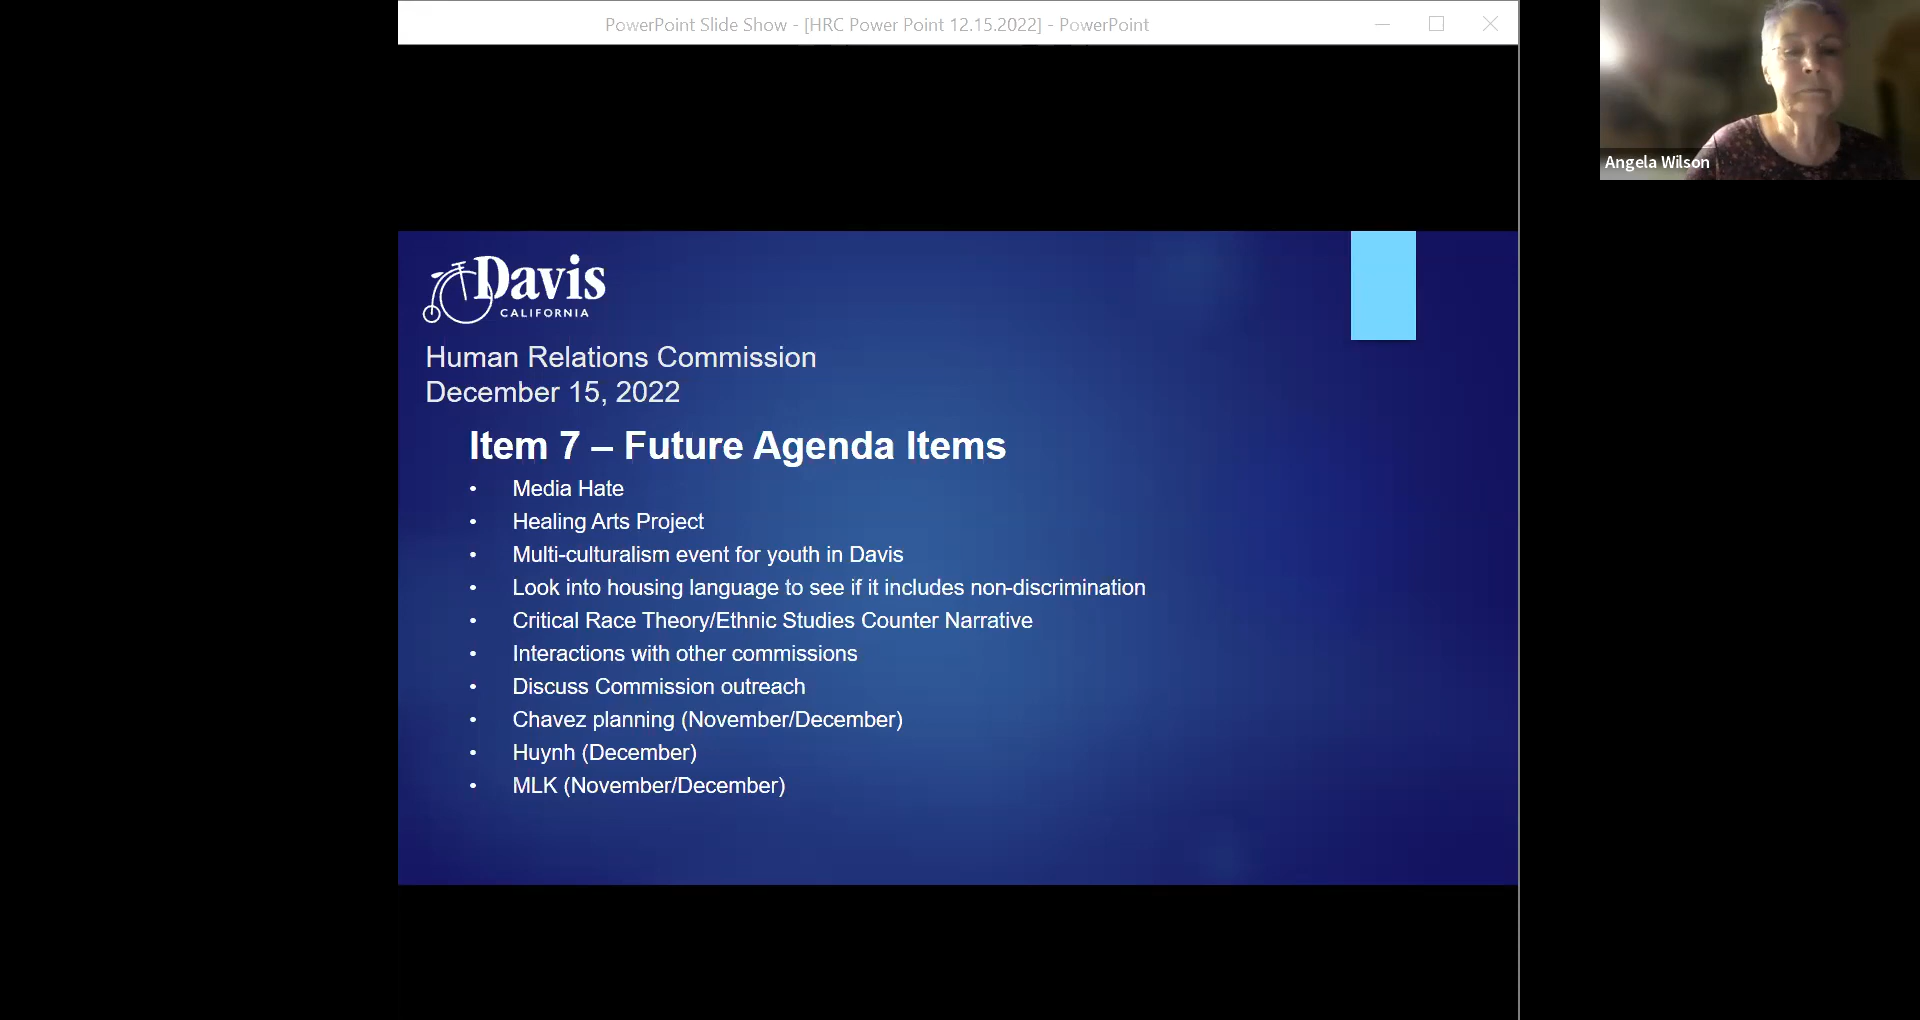 PowerPoint Slide Show - [HRC Power Point 12.15.2022] - PowerPoint
Angela Wilson
Davis
CALIFORNIA
Human Relations Commission
December 15, 2022
Item 7 – Future Agenda Items
• Media Hate
• Healing Arts Project
• Multi-culturalism event for youth in Davis
• Look into housing language to see if it includes non-discrimination
• Critical Race Theory/Ethnic Studies Counter Narrative
• Interactions with other commissions
• Discuss Commission outreach
• Chavez planning (November/December)
• Huynh (December)
• MLK (November/December)